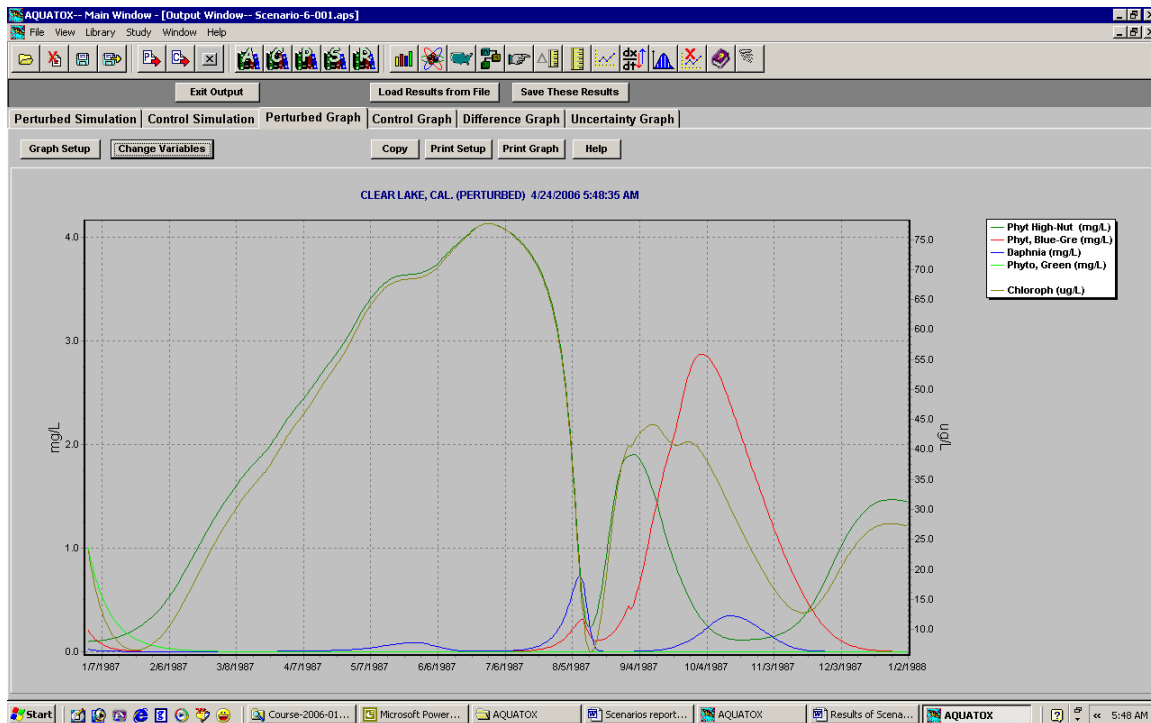 AQUATOX-- Main Window - [Output Window-- Scenario-6-001.aps]
File View Library Study Window Help
Exit Output Load Results from File Save These Results
Perturbed Simulation Control Simulation Perturbed Graph Control Graph Difference Graph Uncertainty Graph
Graph Setup Change Variables Copy Print Setup Print Graph Help
CLEAR LAKE, CAL. (PERTURBED) 4/24/2006 5:48:35 AM
Phyt High-Nut (mg/L)
Phyt, Blue-Gre (mg/L)
Daphnia (mg/L)
Phyto, Green (mg/L)
Chloroph (ug/L)
4.0
3.0
2.0
1.0
0.0
mg/L
75.0
70.0
65.0
60.0
55.0
50.0
45.0
40.0
35.0
30.0
25.0
20.0
15.0
10.0
ug/L
1/7/1987 2/6/1987 3/8/1987 4/7/1987 5/7/1987 6/6/1987 7/6/1987 8/5/1987 9/4/1987 10/4/1987 11/3/1987 12/3/1987 1/2/1988
Start Course-2006-01... Microsoft Power... AQUATOX Scenarios report... AQUATOX Results of Scena... AQUATOX « 5:48 AM